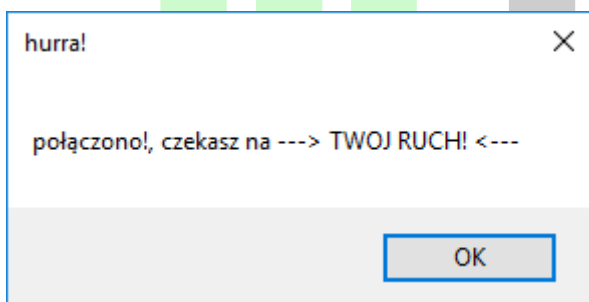 hurra!
połączono!, czekasz na ---> TWOJ RUCH! <---
OK